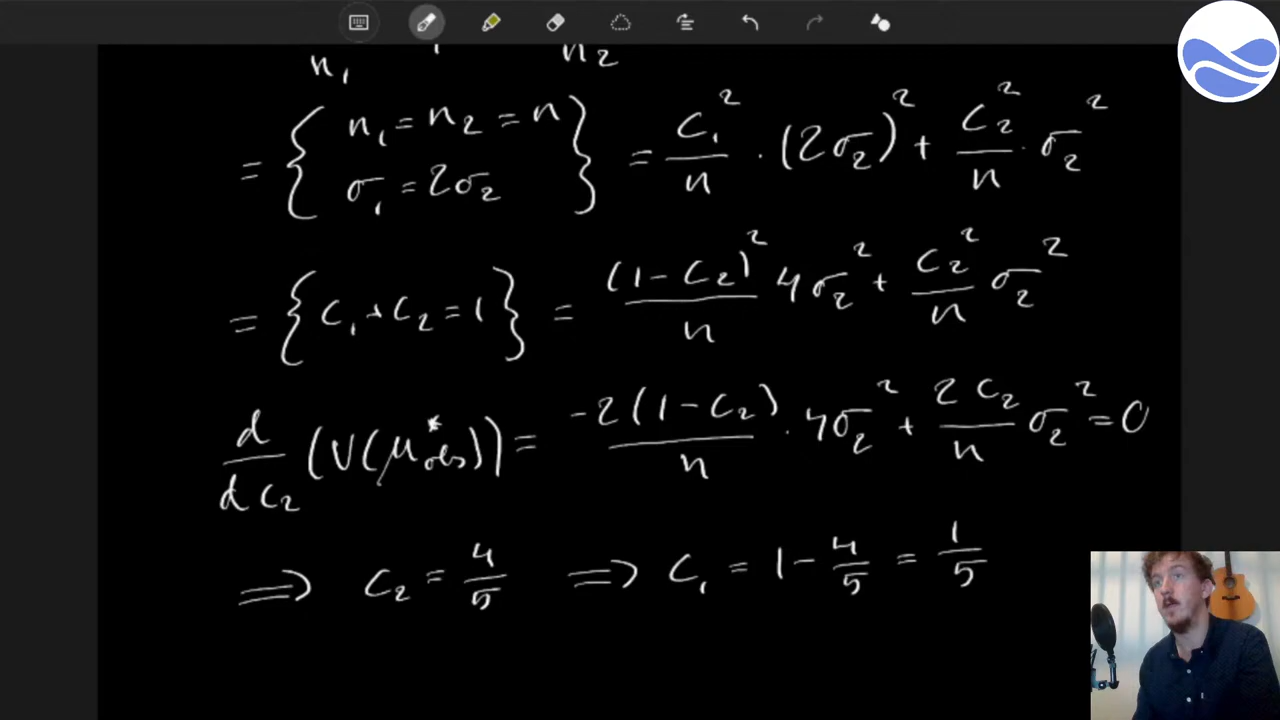 n₁ n₂
= { n₁ = n₂ = n σ₁ = 2σ₂ } = c₁²/n · (2σ₂)² + c₂²/n · σ₂²
= { c₁ + c₂ = 1 } = (1 - c₂)²/n 4σ₂² + c₂²/n σ₂²
d/dc₂ (V(μ*obs)) = -2(1 - c₂)/n · 4σ₂² + 2c₂/n σ₂² = 0
⟹ c₂ = 4/5 ⟹ c₁ = 1 - 4/5 = 1/5